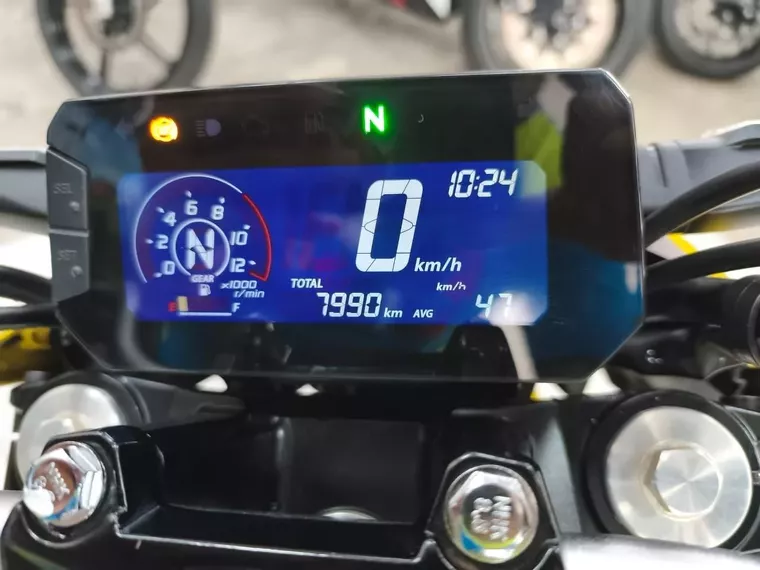 N
SEL
SET
10:24
0 2 4 6 8 10 12
N
GEAR
x1000
r/min
E F
0 km/h
TOTAL km/h
7990 km AVG 47